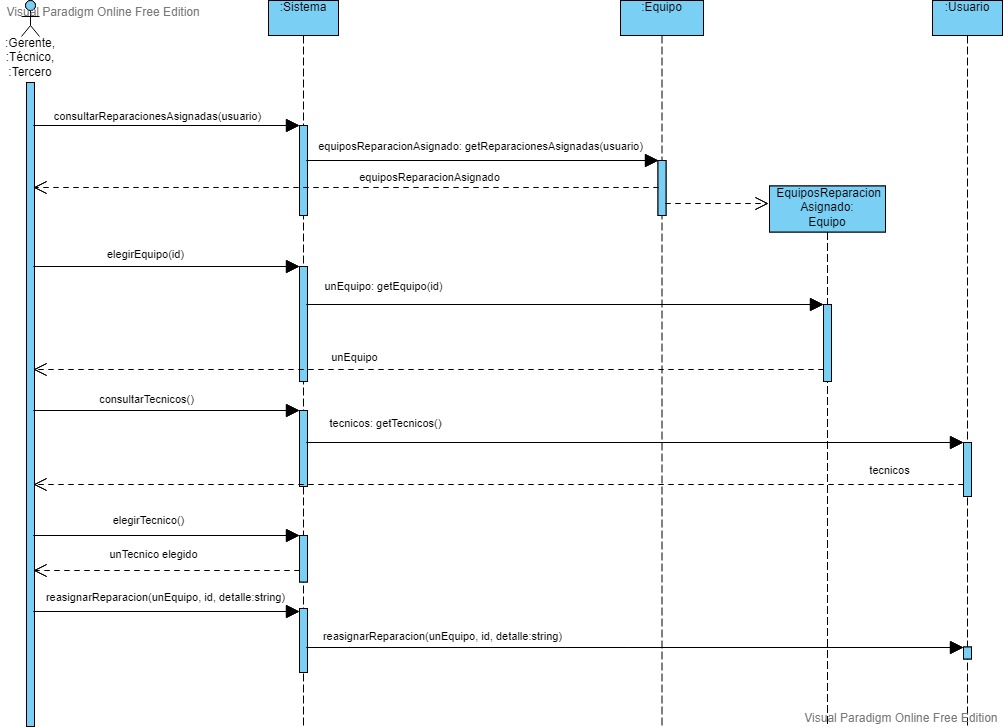 Visual Paradigm Online Free Edition
:Sistema
:Equipo
:Usuario
:Gerente,
:Técnico,
:Tercero
consultarReparacionesAsignadas(usuario)
equiposReparacionAsignado: getReparacionesAsignadas(usuario)
equiposReparacionAsignado
EquiposReparacion
Asignado:
Equipo
elegirEquipo(id)
unEquipo: getEquipo(id)
unEquipo
consultarTecnicos()
tecnicos: getTecnicos()
tecnicos
elegirTecnico()
unTecnico elegido
reasignarReparacion(unEquipo, id, detalle:string)
reasignarReparacion(unEquipo, id, detalle:string)
Visual Paradigm Online Free Edition